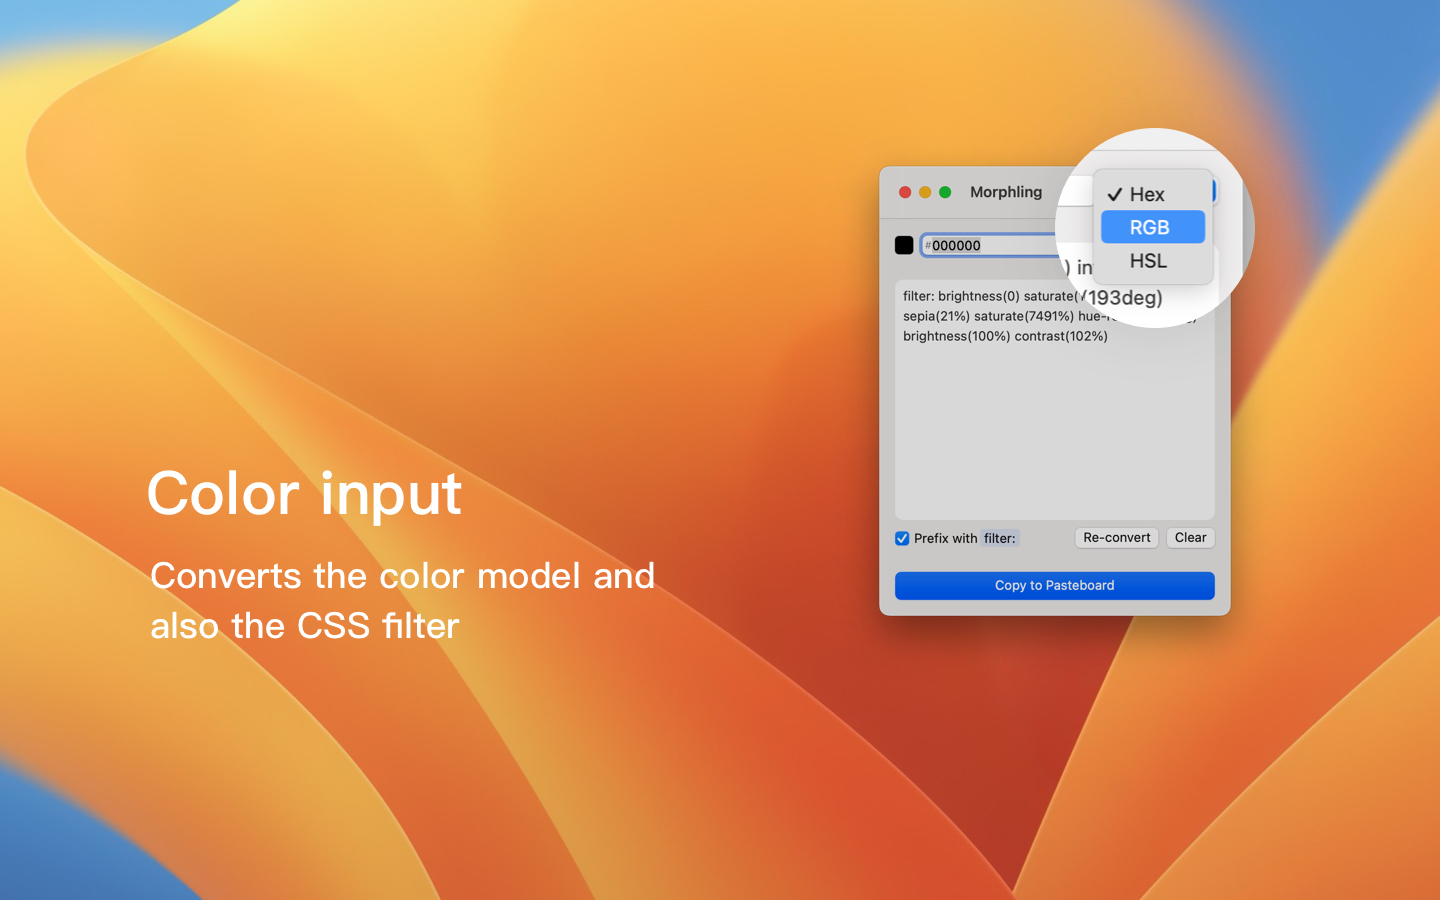 Morphling
Hex
RGB
HSL
#000000
) in
(193deg)
filter: brightness(0) saturate(
sepia(21%) saturate(7491%)
brightness(100%) contrast(102%)
Prefix with filter:
Re-convert
Clear
Copy to Pasteboard
Color input
Converts the color model and
also the CSS filter